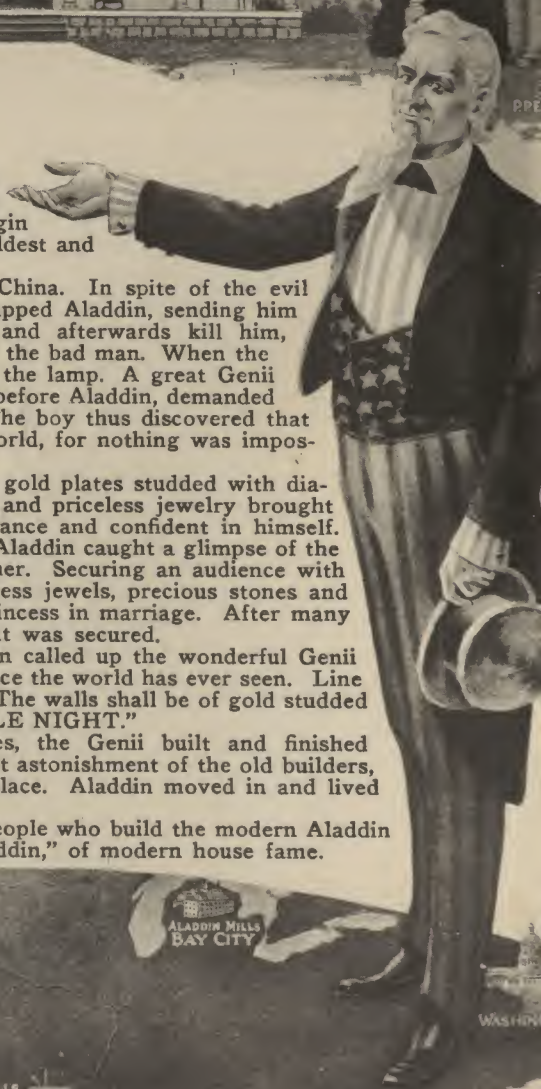 gin
ldest and
China. In spite of the evil
pped Aladdin, sending him
and afterwards kill him,
the bad man. When the
the lamp. A great Genii
before Aladdin, demanded
he boy thus discovered that
orld, for nothing was impos-
gold plates studded with dia-
and priceless jewelry brought
ance and confident in himself.
Aladdin caught a glimpse of the
ner. Securing an audience with
ess jewels, precious stones and
incess in marriage. After many
t was secured.
n called up the wonderful Genii
ce the world has ever seen. Line
The walls shall be of gold studded
LE NIGHT.”
es, the Genii built and finished
t astonishment of the old builders,
lace. Aladdin moved in and lived
eople who build the modern Aladdin
ddin,” of modern house fame.
ALADDIN MILLS
BAY CITY
WASHIN